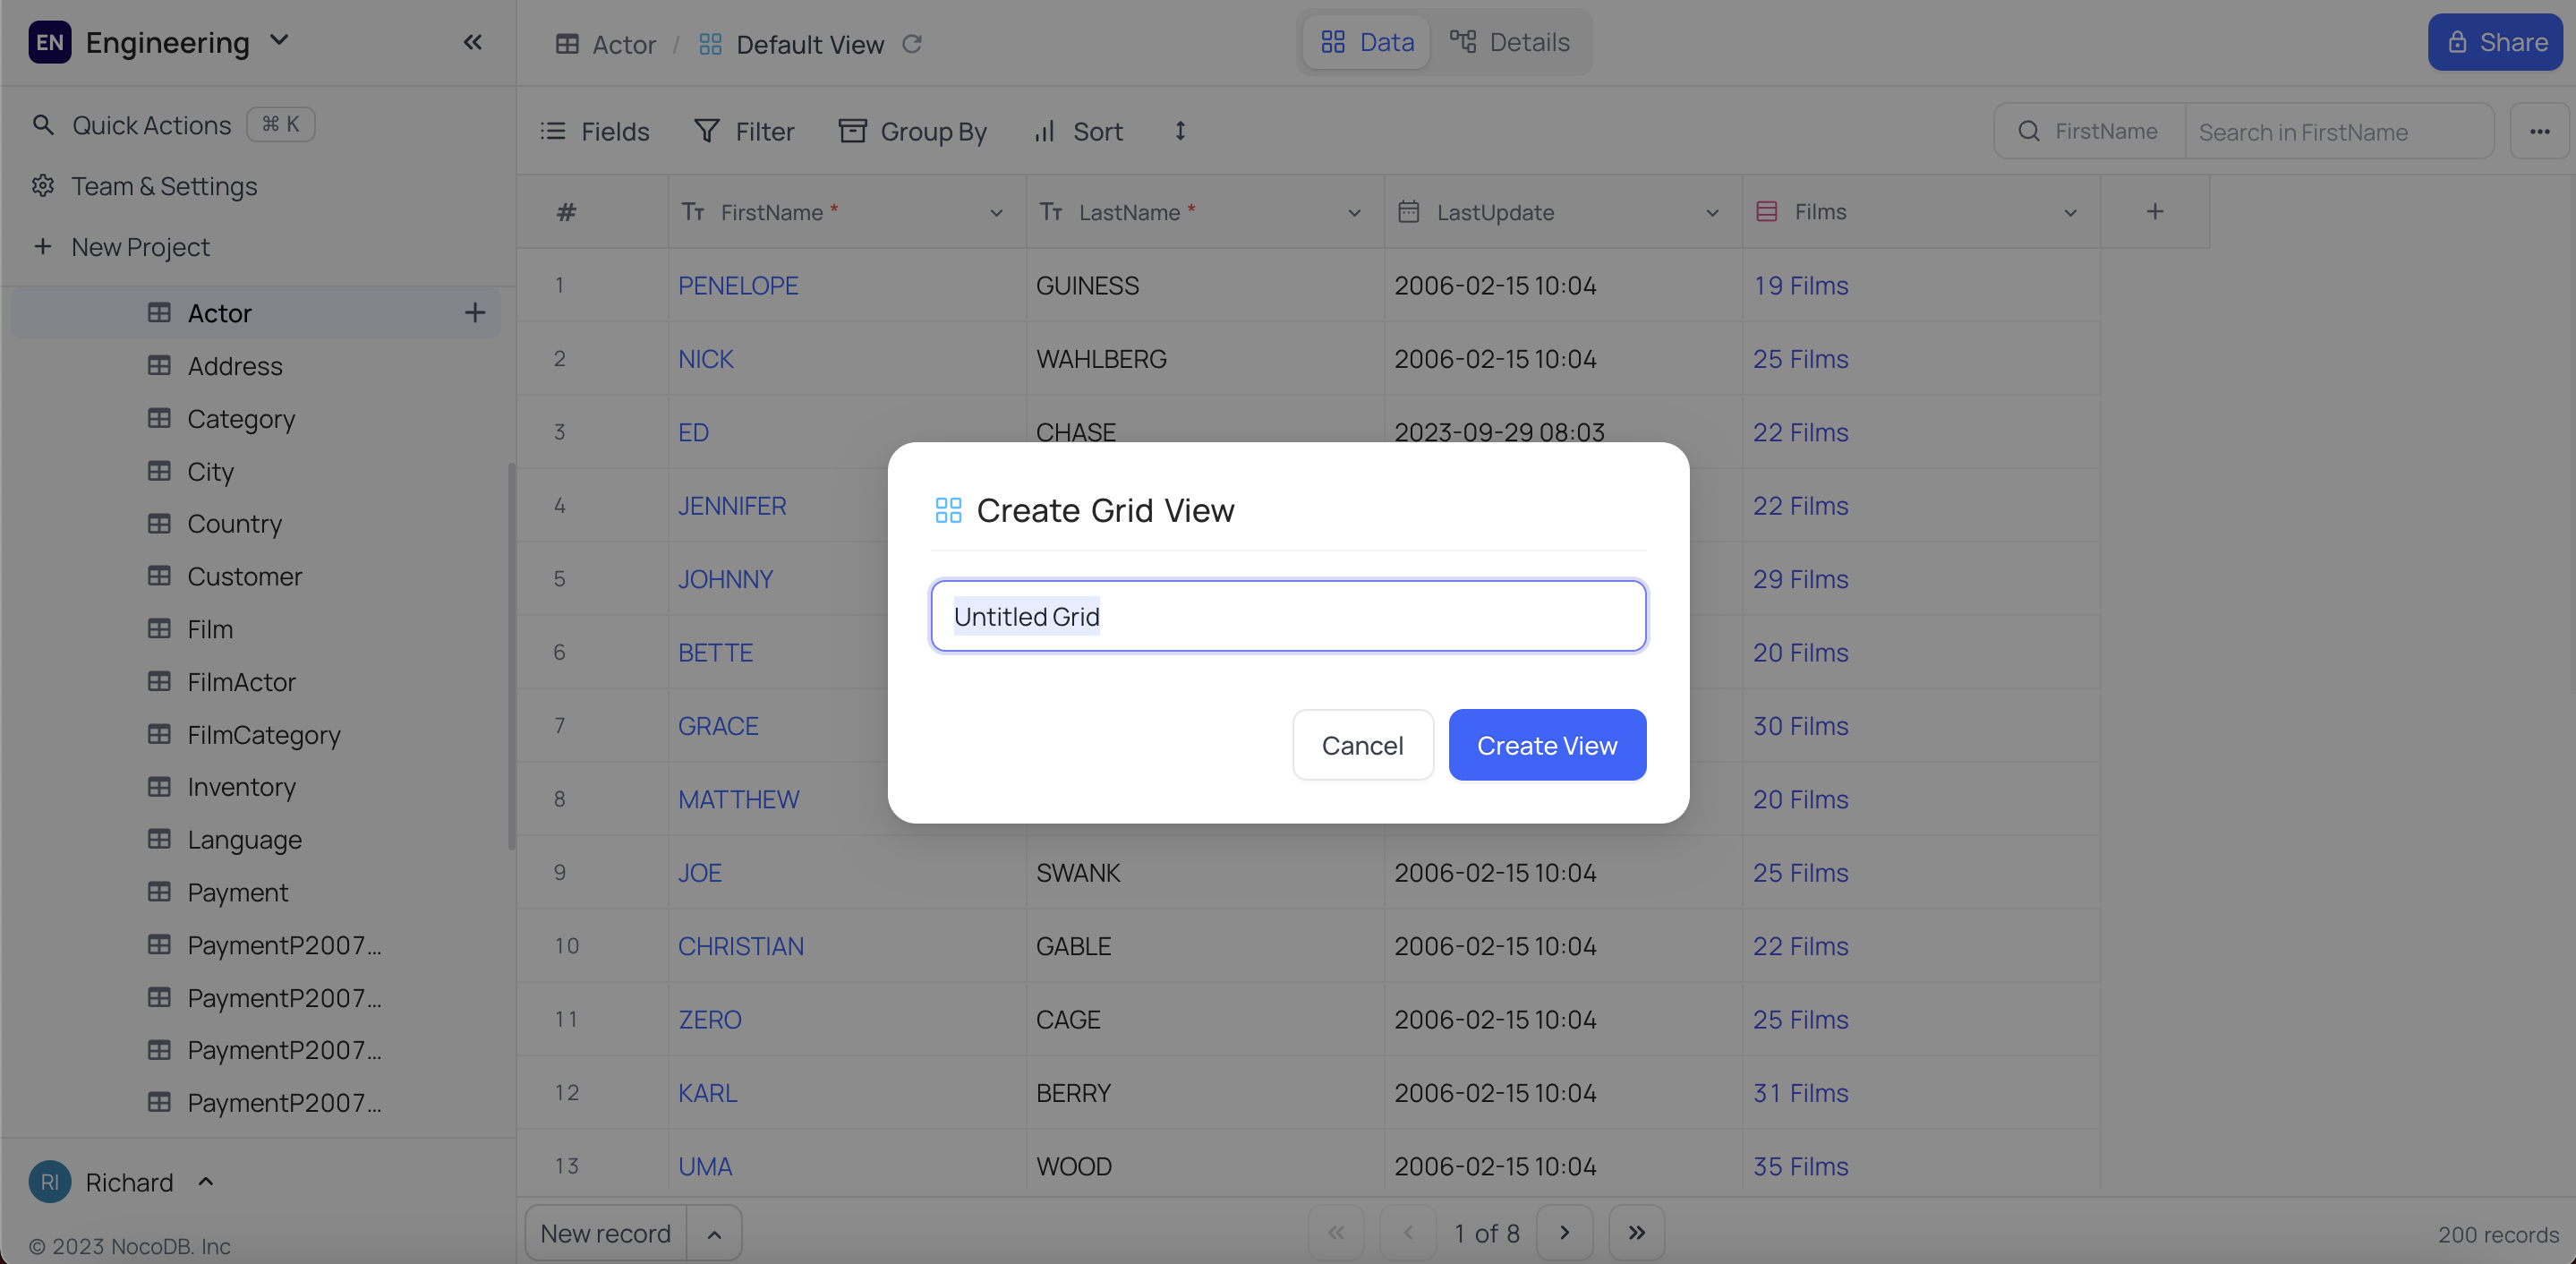 EN Engineering
Quick Actions ⌘ K
Team & Settings
New Project
Actor
Address
Category
City
Country
Customer
Film
FilmActor
FilmCategory
Inventory
Language
Payment
PaymentP2007...
PaymentP2007...
PaymentP2007...
PaymentP2007...
RI Richard
© 2023 NocoDB. Inc
Actor / Default View
Data Details
Share
Fields Filter Group By Sort
FirstName Search in FirstName
# FirstName * LastName * LastUpdate Films +
1 PENELOPE GUINESS 2006-02-15 10:04 19 Films
2 NICK WAHLBERG 2006-02-15 10:04 25 Films
3 ED CHASE 2023-09-29 08:03 22 Films
4 JENNIFER 22 Films
5 JOHNNY 29 Films
6 BETTE 20 Films
7 GRACE 30 Films
8 MATTHEW 20 Films
9 JOE SWANK 2006-02-15 10:04 25 Films
10 CHRISTIAN GABLE 2006-02-15 10:04 22 Films
11 ZERO CAGE 2006-02-15 10:04 25 Films
12 KARL BERRY 2006-02-15 10:04 31 Films
13 UMA WOOD 2006-02-15 10:04 35 Films
Create Grid View
Untitled Grid
Cancel Create View
New record
1 of 8
200 records